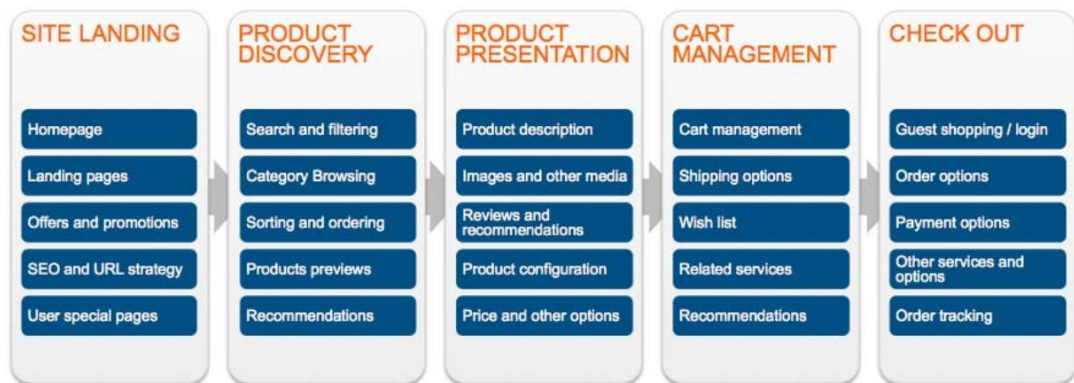 SITE LANDING
Homepage
Landing pages
Offers and promotions
SEO and URL strategy
User special pages
PRODUCT
DISCOVERY
Search and filtering
Category Browsing
Sorting and ordering
Products previews
Recommendations
PRODUCT
PRESENTATION
Product description
Images and other media
Reviews and
recommendations
Product configuration
Price and other options
CART
MANAGEMENT
Cart management
Shipping options
Wish list
Related services
Recommendations
CHECK OUT
Guest shopping / login
Order options
Payment options
Other services and
options
Order tracking